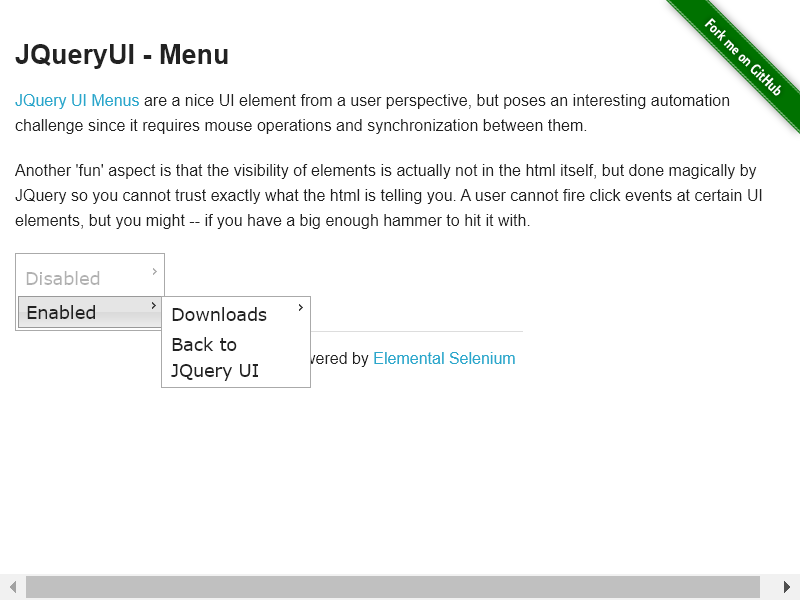 Fork me on GitHub
JQueryUI - Menu
JQuery UI Menus are a nice UI element from a user perspective, but poses an interesting automation
challenge since it requires mouse operations and synchronization between them.
Another 'fun' aspect is that the visibility of elements is actually not in the html itself, but done magically by
JQuery so you cannot trust exactly what the html is telling you. A user cannot fire click events at certain UI
elements, but you might -- if you have a big enough hammer to hit it with.
Disabled
Enabled
Downloads
Back to
JQuery UI
by Elemental Selenium